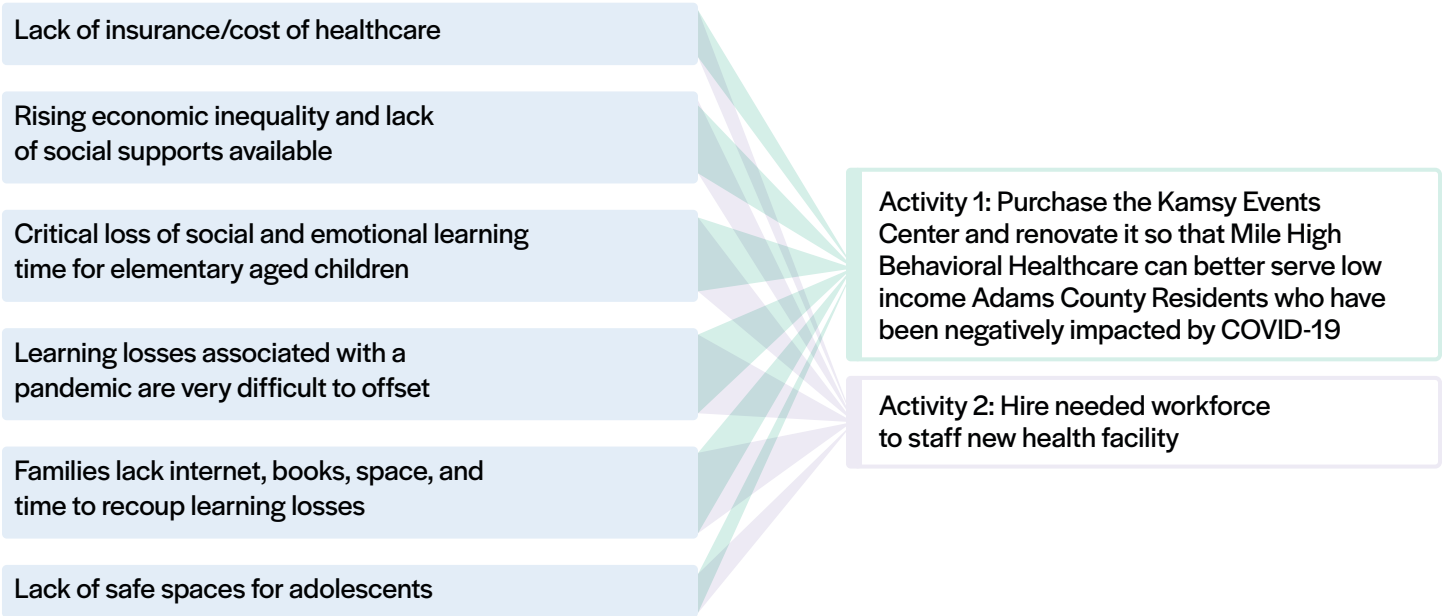 Lack of insurance/cost of healthcare
Rising economic inequality and lack
of social supports available
Critical loss of social and emotional learning
time for elementary aged children
Learning losses associated with a
pandemic are very difficult to offset
Families lack internet, books, space, and
time to recoup learning losses
Lack of safe spaces for adolescents
Activity 1: Purchase the Kamsy Events
Center and renovate it so that Mile High
Behavioral Healthcare can better serve low
income Adams County Residents who have
been negatively impacted by COVID-19
Activity 2: Hire needed workforce
to staff new health facility